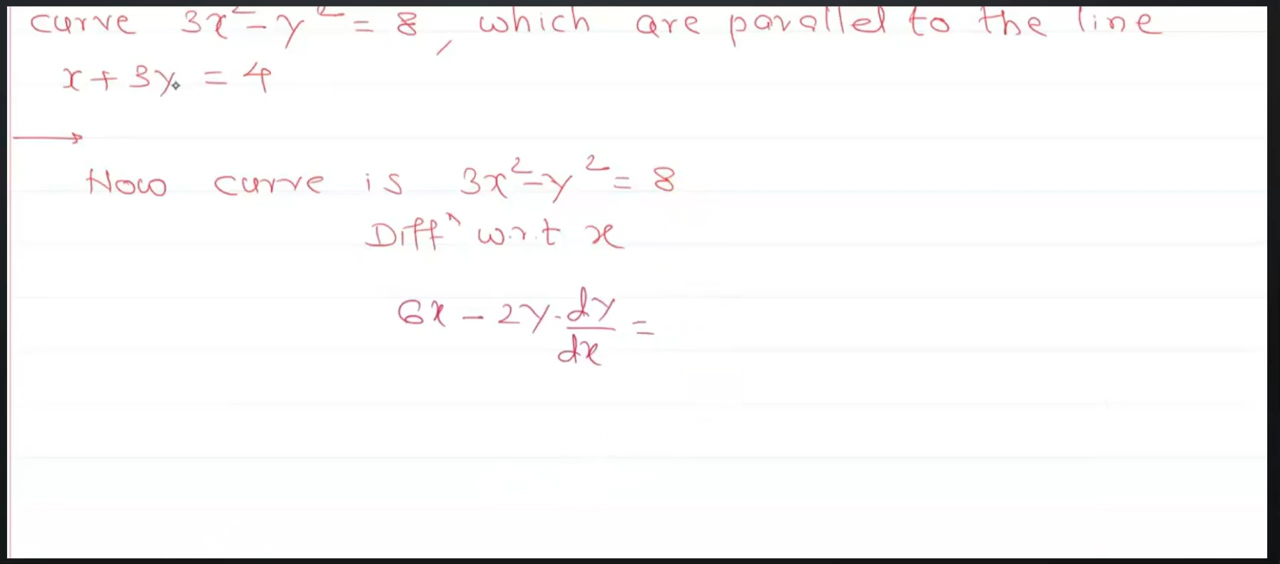 curve 3x² - y² = 8, which are parallel to the line
x + 3y = 4
Now curve is 3x² - y² = 8
Diffⁿ w.r.t x
6x - 2y · dy/dx =